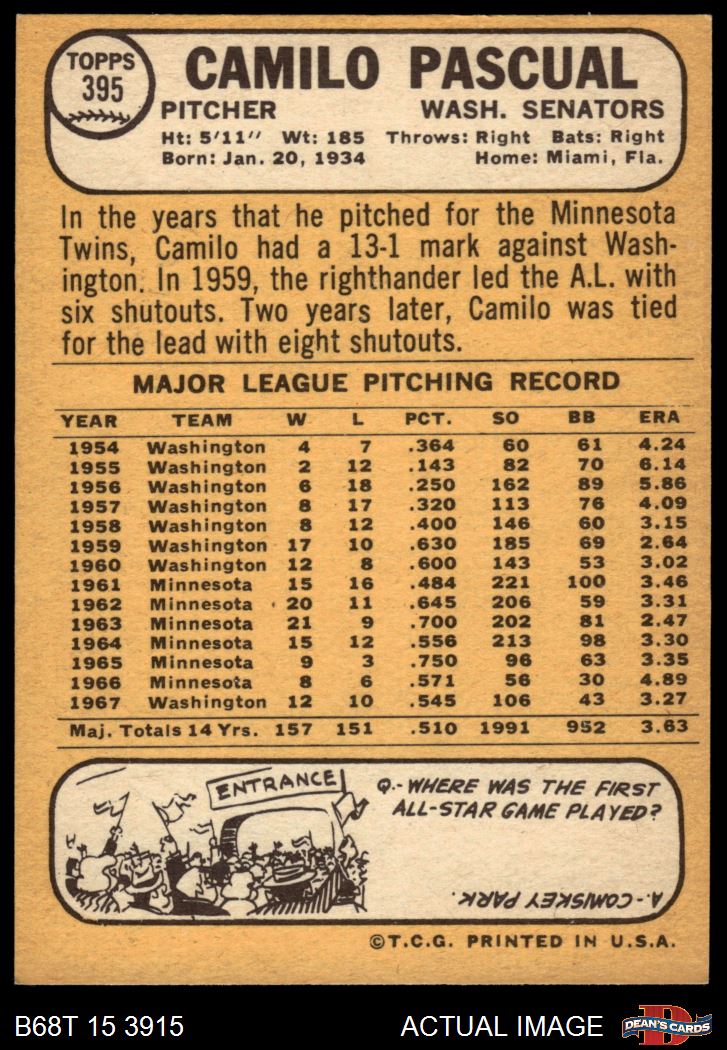 TOPPS
395
CAMILO PASCUAL
PITCHER WASH. SENATORS
Ht: 5'11" Wt: 185 Throws: Right Bats: Right
Born: Jan. 20, 1934 Home: Miami, Fla.
In the years that he pitched for the Minnesota
Twins, Camilo had a 13-1 mark against Wash-
ington. In 1959, the righthander led the A.L. with
six shutouts. Two years later, Camilo was tied
for the lead with eight shutouts.
MAJOR LEAGUE PITCHING RECORD
YEAR TEAM W L PCT. SO BB ERA
1954 Washington 4 7 .364 60 61 4.24
1955 Washington 2 12 .143 82 70 6.14
1956 Washington 6 18 .250 162 89 5.86
1957 Washington 8 17 .320 113 76 4.09
1958 Washington 8 12 .400 146 60 3.15
1959 Washington 17 10 .630 185 69 2.64
1960 Washington 12 8 .600 143 53 3.02
1961 Minnesota 15 16 .484 221 100 3.46
1962 Minnesota 20 11 .645 206 59 3.31
1963 Minnesota 21 9 .700 202 81 2.47
1964 Minnesota 15 12 .556 213 98 3.30
1965 Minnesota 9 3 .750 96 63 3.35
1966 Minnesota 8 6 .571 56 30 4.89
1967 Washington 12 10 .545 106 43 3.27
Maj. Totals 14 Yrs. 157 151 .510 1991 952 3.63
ENTRANCE
Q.- WHERE WAS THE FIRST
ALL-STAR GAME PLAYED?
A.- COMISKEY PARK.
©T.C.G. PRINTED IN U.S.A.
B68T 15 3915 ACTUAL IMAGE
D
DEAN'S CARDS